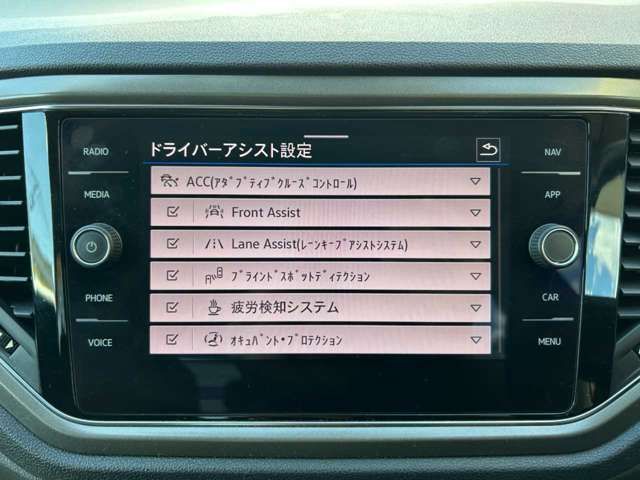 RADIO
MEDIA
PHONE
VOICE
ドライバーアシスト設定
ACC(ｱﾀﾞﾌﾟﾃｨﾌﾞｸﾙｰｽﾞｺﾝﾄﾛｰﾙ)
Front Assist
Lane Assist(ﾚｰﾝｷｰﾌﾟｱｼｽﾄｼｽﾃﾑ)
ﾌﾞﾗｲﾝﾄﾞｽﾎﾟｯﾄﾃﾞｨﾃｸｼｮﾝ
疲労検知システム
ｵｷｭﾊﾟﾝﾄ・ﾌﾟﾛﾃｸｼｮﾝ
NAV
APP
CAR
MENU